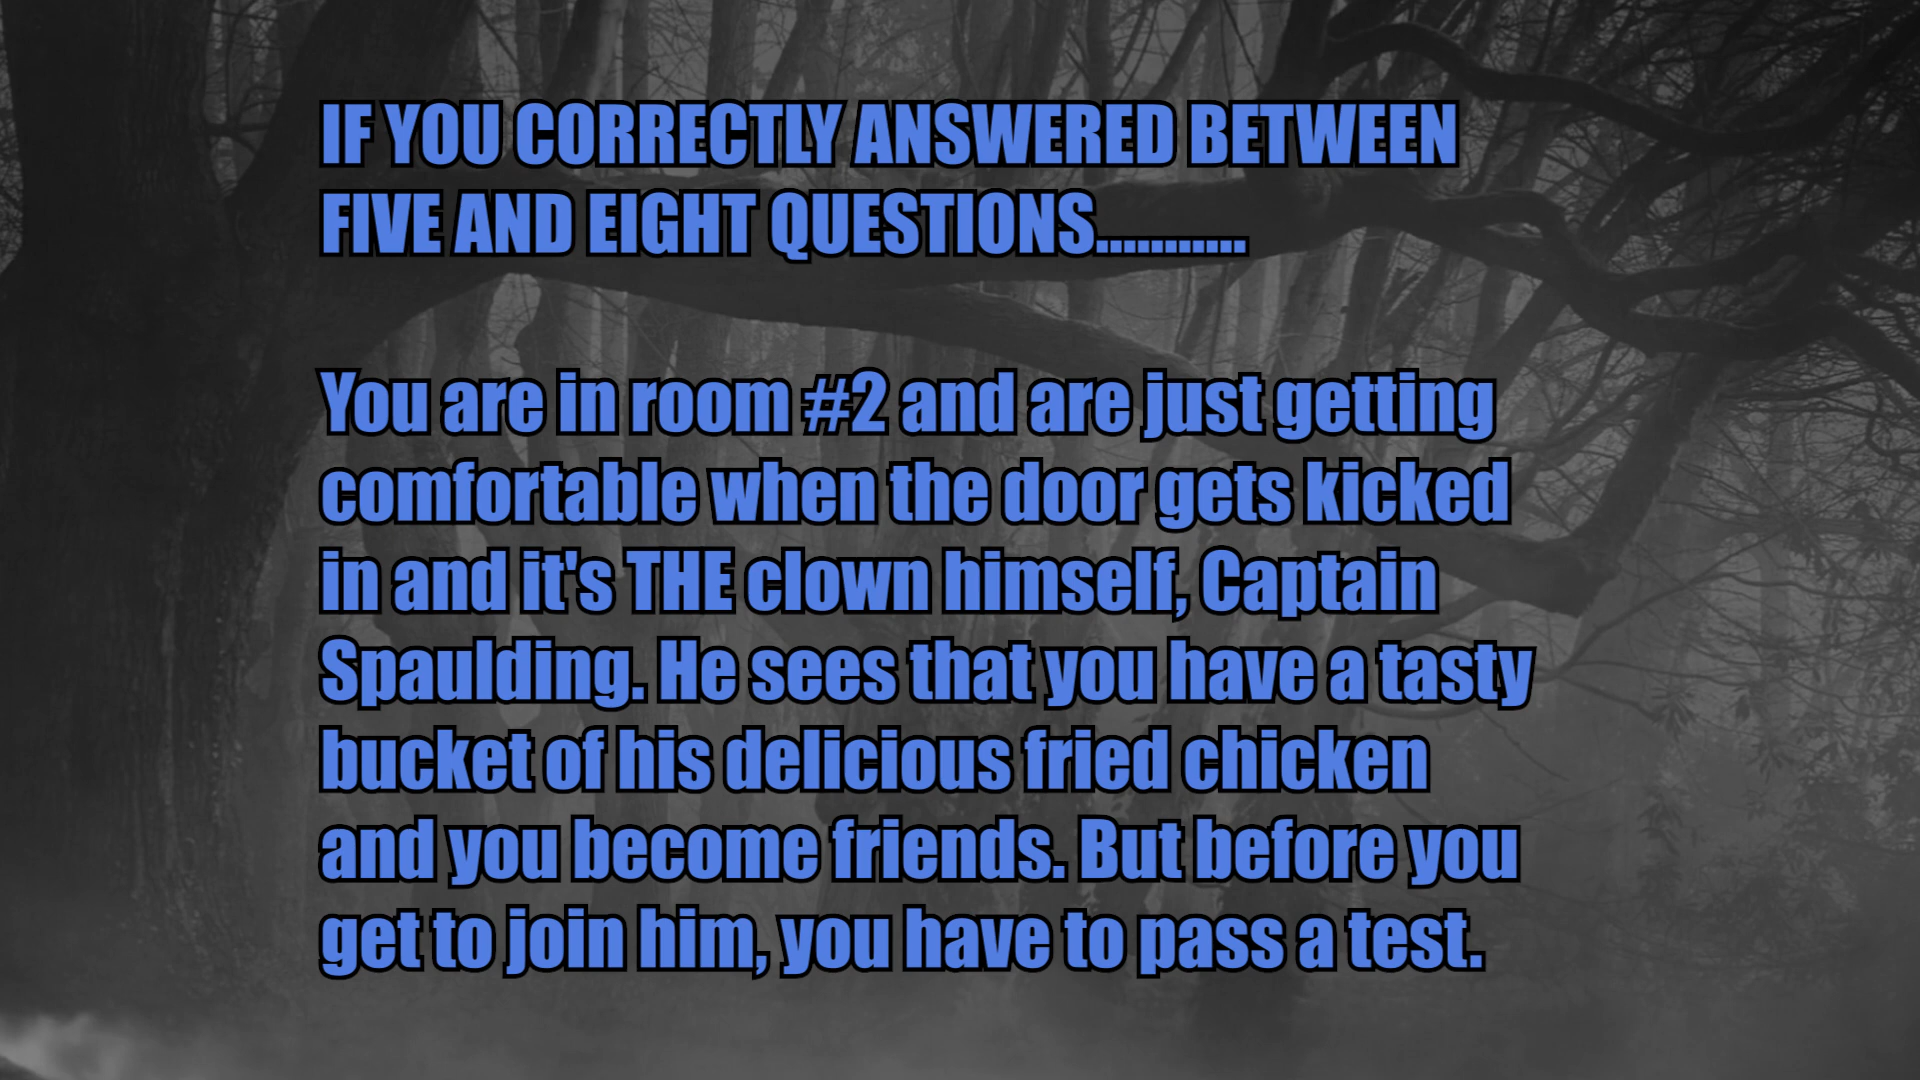 IF YOU CORRECTLY ANSWERED BETWEEN
FIVE AND EIGHT QUESTIONS...........
You are in room #2 and are just getting
comfortable when the door gets kicked
in and it's THE clown himself, Captain
Spaulding. He sees that you have a tasty
bucket of his delicious fried chicken
and you become friends. But before you
get to join him, you have to pass a test.